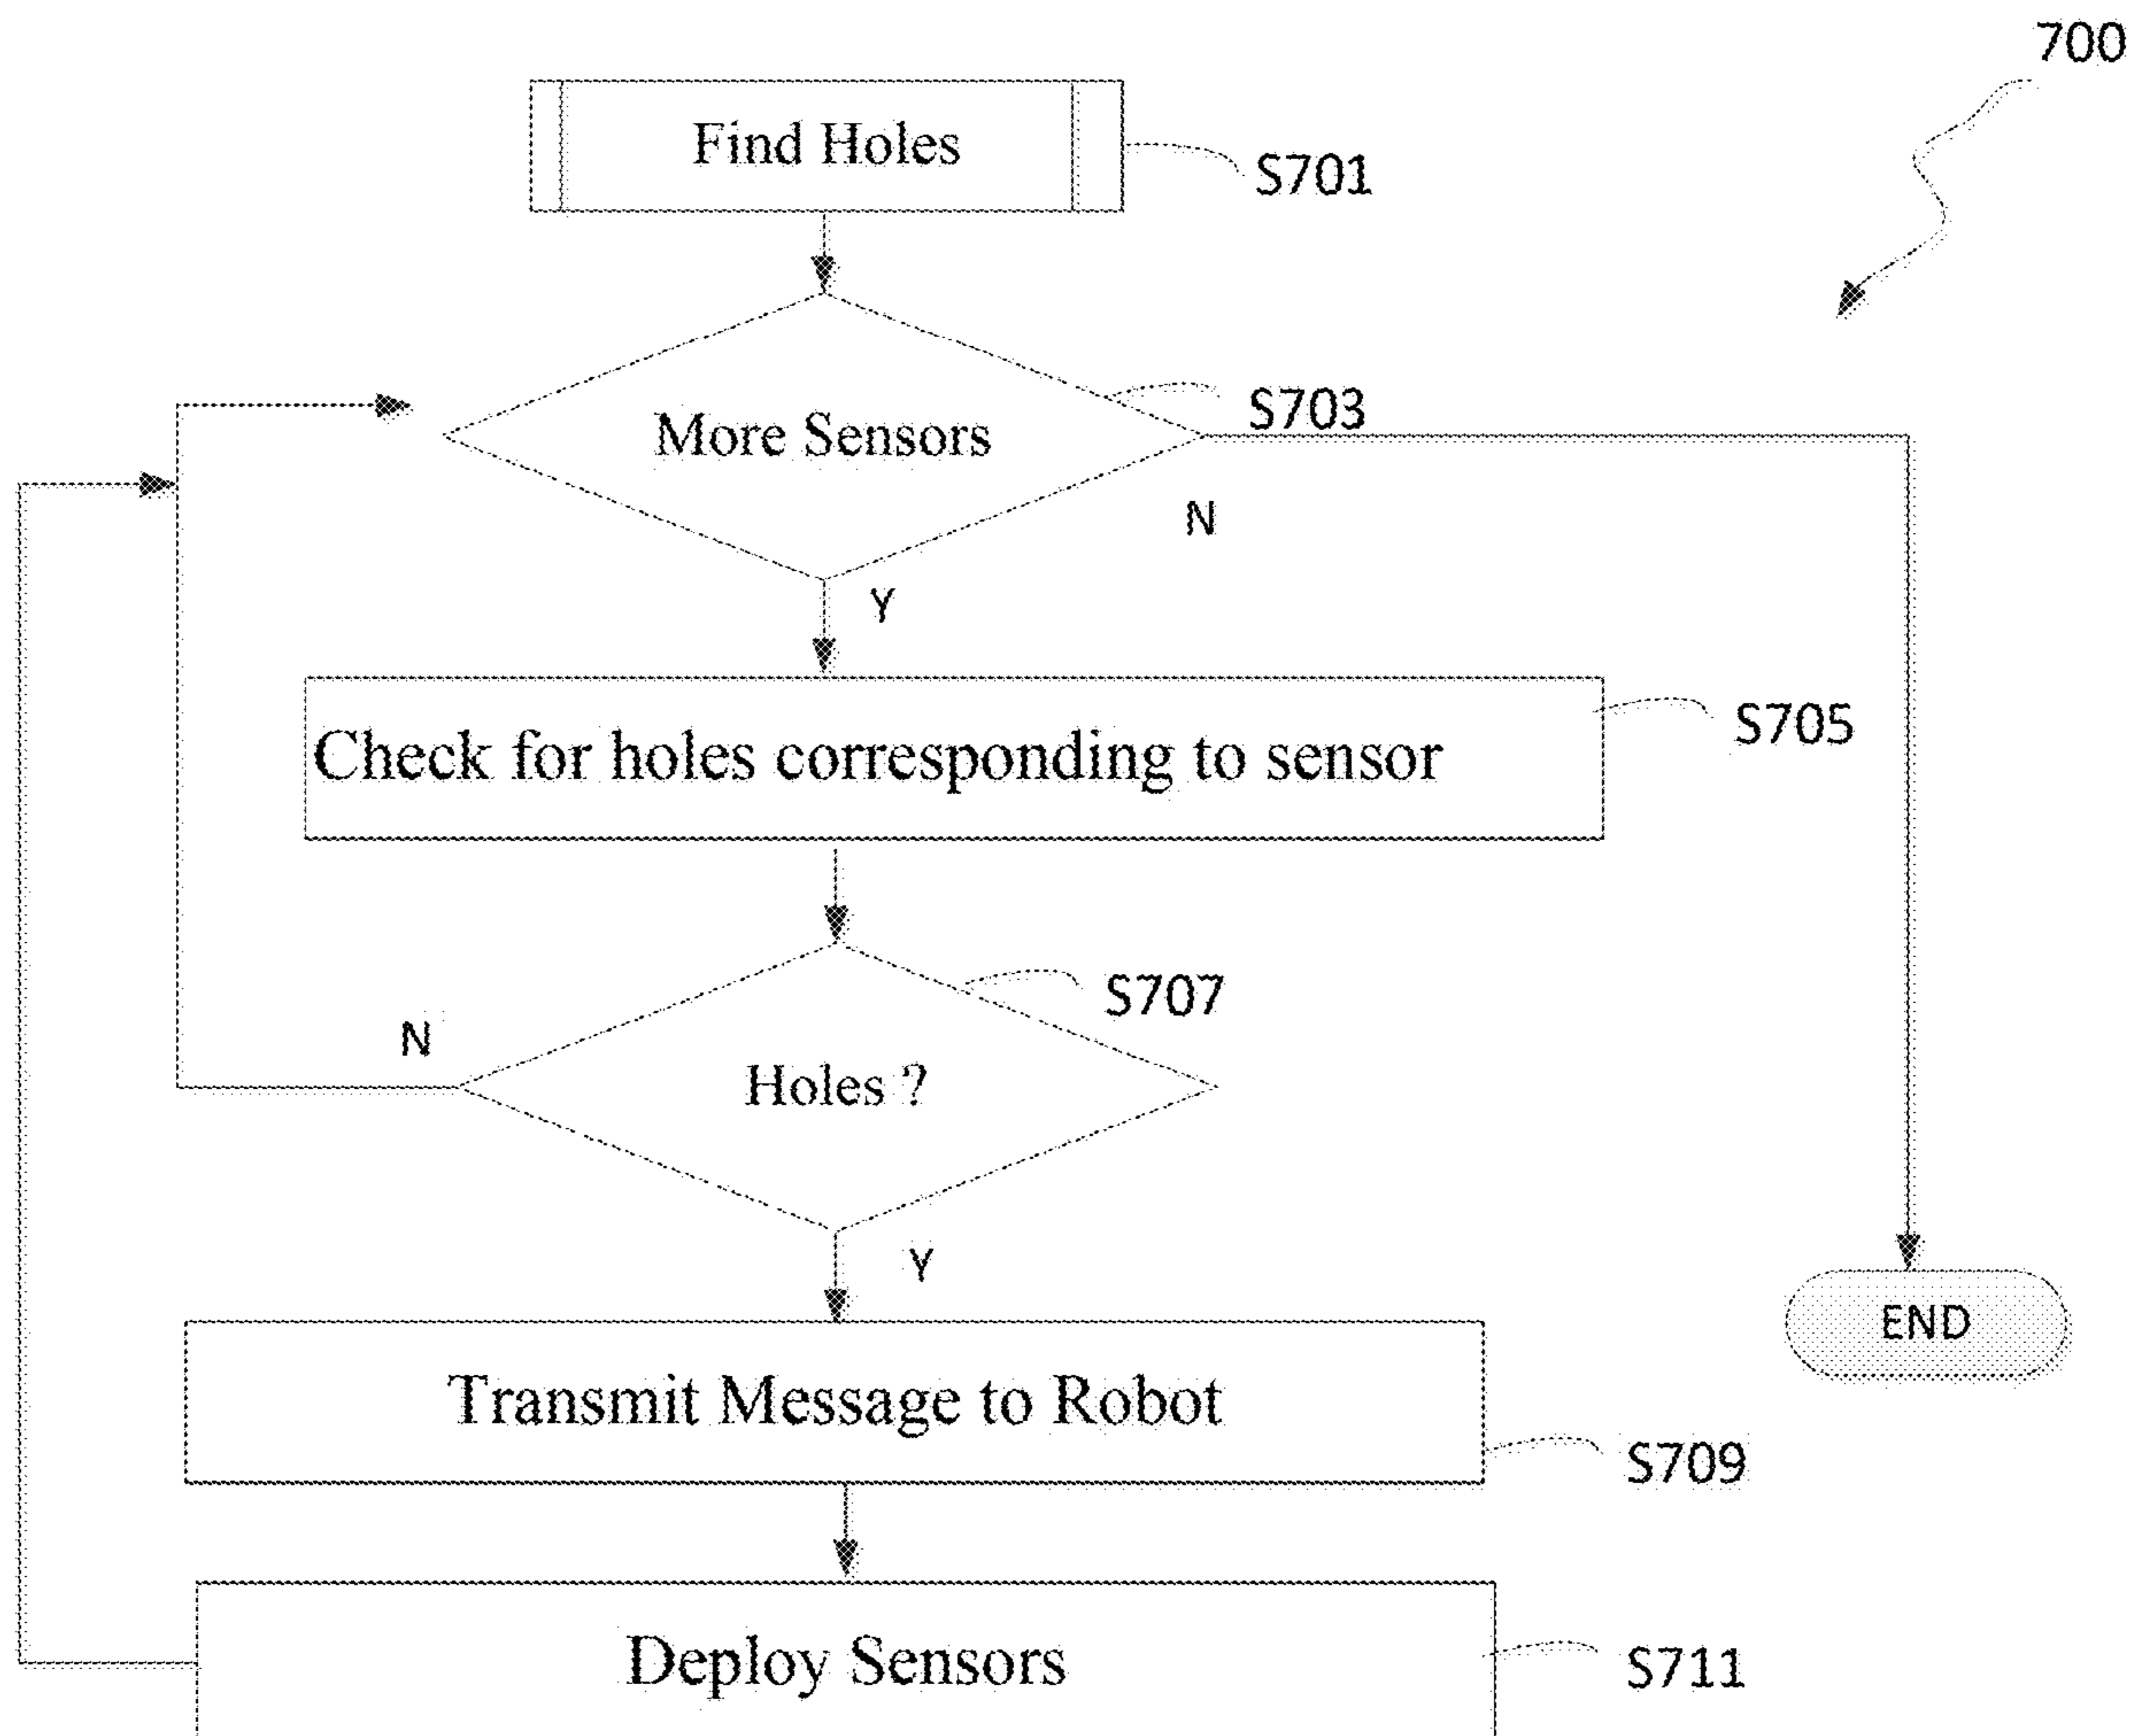 700
Find Holes
S701
More Sensors
S703
N
Y
Check for holes corresponding to sensor
S705
S707
N
Holes ?
Y
END
Transmit Message to Robot
S709
Deploy Sensors
S711